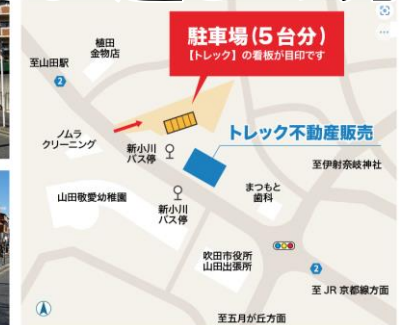 駐車場(5台分)
【トレック】の看板が目印です
植田
金物店
至山田駅
2
ノムラ
クリーニング
新小川
バス停
トレック不動産販売
至伊射奈岐神社
山田敬愛幼稚園
新小川
バス停
まつもと
歯科
吹田市役所
山田出張所
2
至 JR 京都線方面
至五月が丘方面